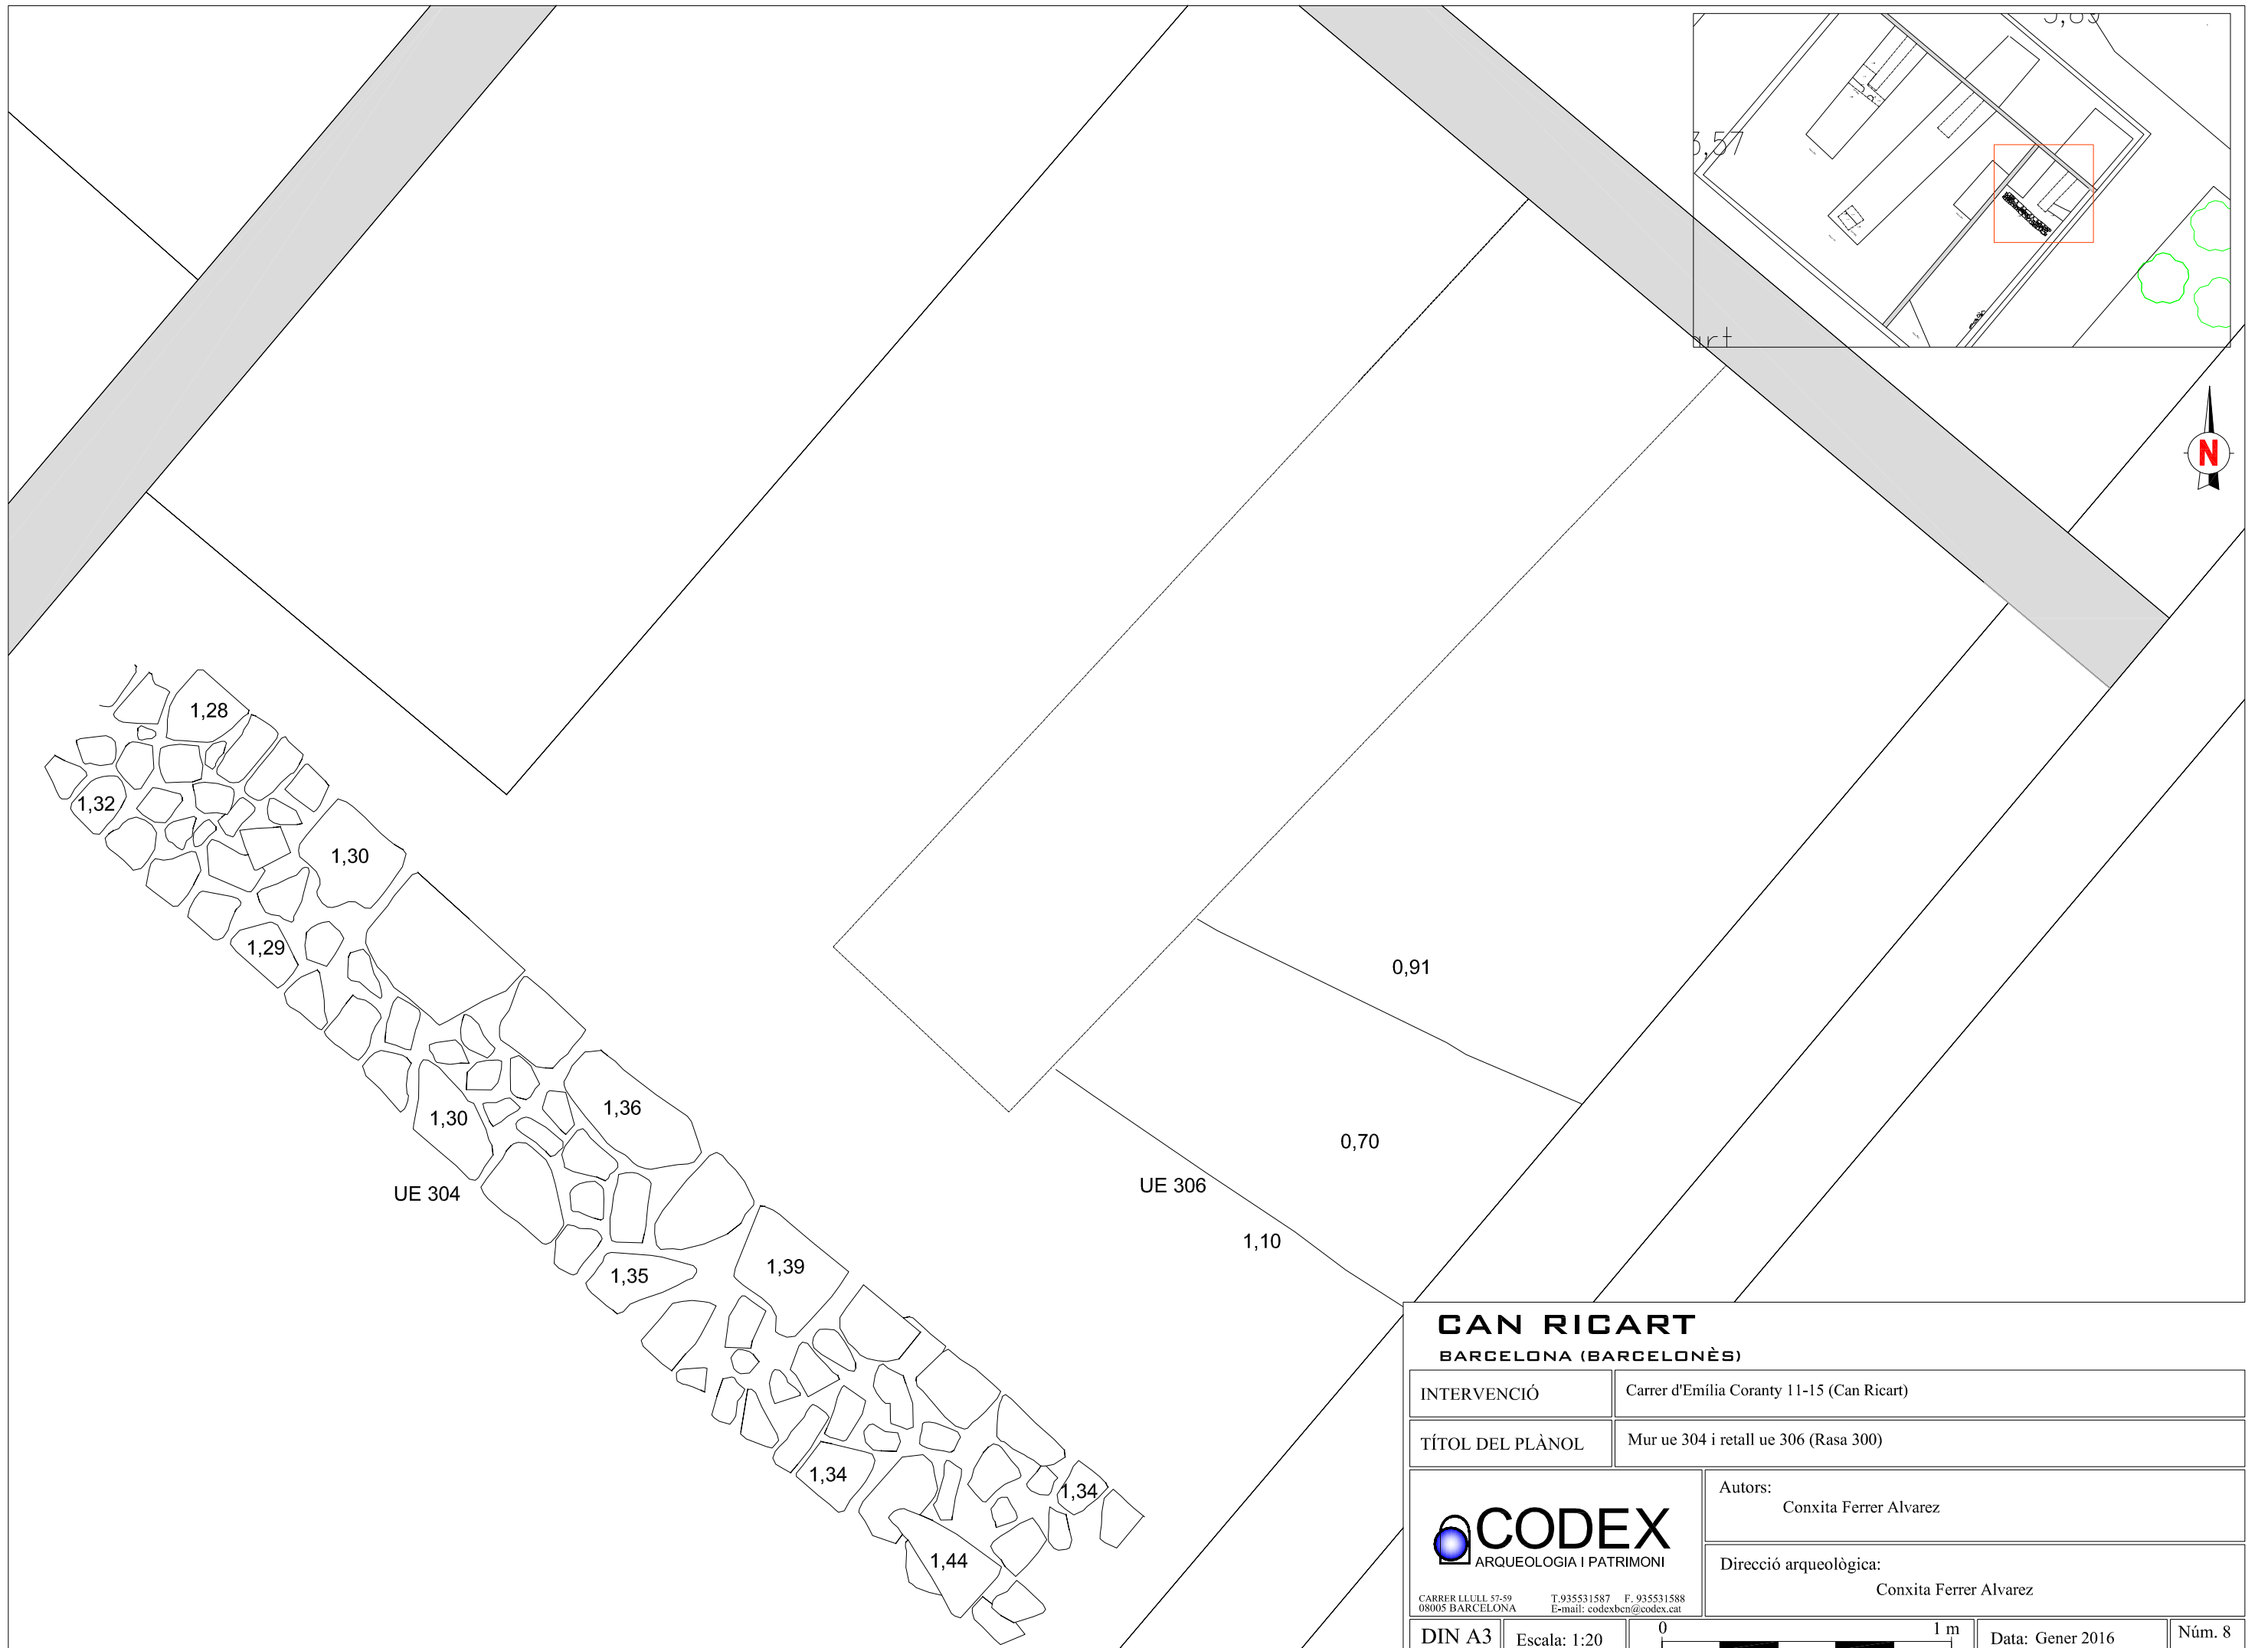 3,57
N
1,28
1,32
1,30
1,29
0,91
1,30
1,36
0,70
UE 304
UE 306
1,10
1,39
1,35
1,34
1,34
1,44
CAN RICART
BARCELONA (BARCELONÈS)
INTERVENCIÓ
Carrer d'Emília Coranty 11-15 (Can Ricart)
TÍTOL DEL PLÀNOL
Mur ue 304 i retall ue 306 (Rasa 300)
CODEX
ARQUEOLOGIA I PATRIMONI
CARRER LLULL 57-59 T.935531587 F. 935531588
08005 BARCELONA E-mail: codexbcn@codex.cat
Autors:
Conxita Ferrer Alvarez
Direcció arqueològica:
Conxita Ferrer Alvarez
DIN A3
Escala: 1:20
0 1 m
Data: Gener 2016
Núm. 8